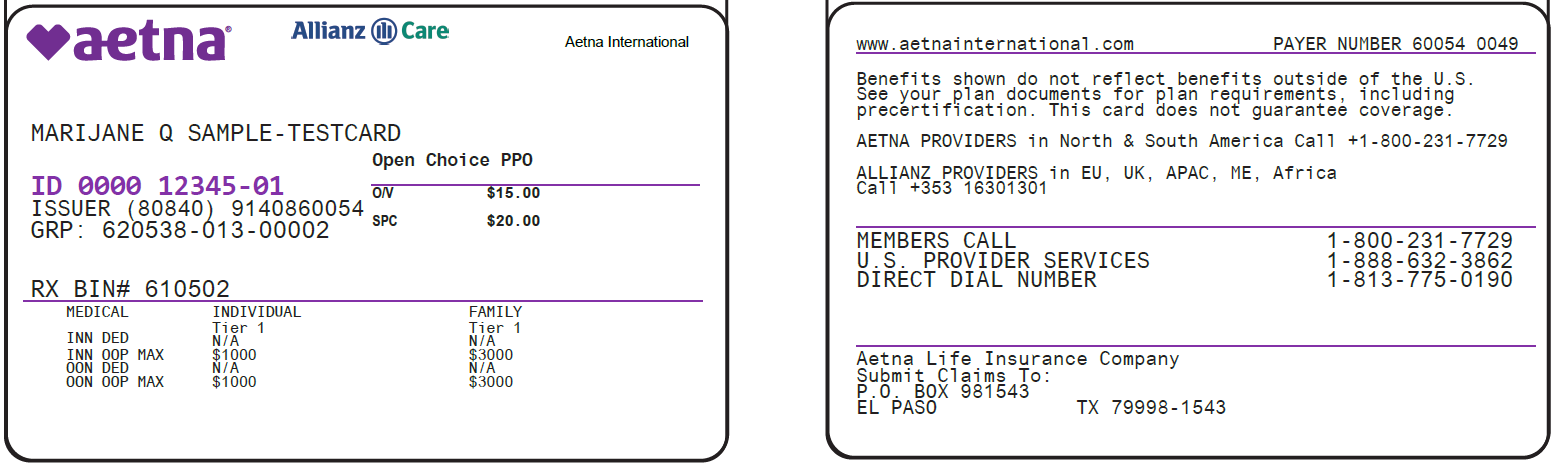 aetna®
Allianz Care
Aetna International
MARIJANE Q SAMPLE-TESTCARD
Open Choice PPO
ID 0000 12345-01
O/V $15.00
ISSUER (80840) 9140860054
SPC $20.00
GRP: 620538-013-00002
RX BIN# 610502
MEDICAL INDIVIDUAL FAMILY
Tier 1 Tier 1
INN DED N/A N/A
INN OOP MAX $1000 $3000
OON DED N/A N/A
OON OOP MAX $1000 $3000
www.aetnainternational.com PAYER NUMBER 60054 0049
Benefits shown do not reflect benefits outside of the U.S.
See your plan documents for plan requirements, including
precertification. This card does not guarantee coverage.
AETNA PROVIDERS in North & South America Call +1-800-231-7729
ALLIANZ PROVIDERS in EU, UK, APAC, ME, Africa
Call +353 16301301
MEMBERS CALL 1-800-231-7729
U.S. PROVIDER SERVICES 1-888-632-3862
DIRECT DIAL NUMBER 1-813-775-0190
Aetna Life Insurance Company
Submit Claims To:
P.O. BOX 981543
EL PASO TX 79998-1543